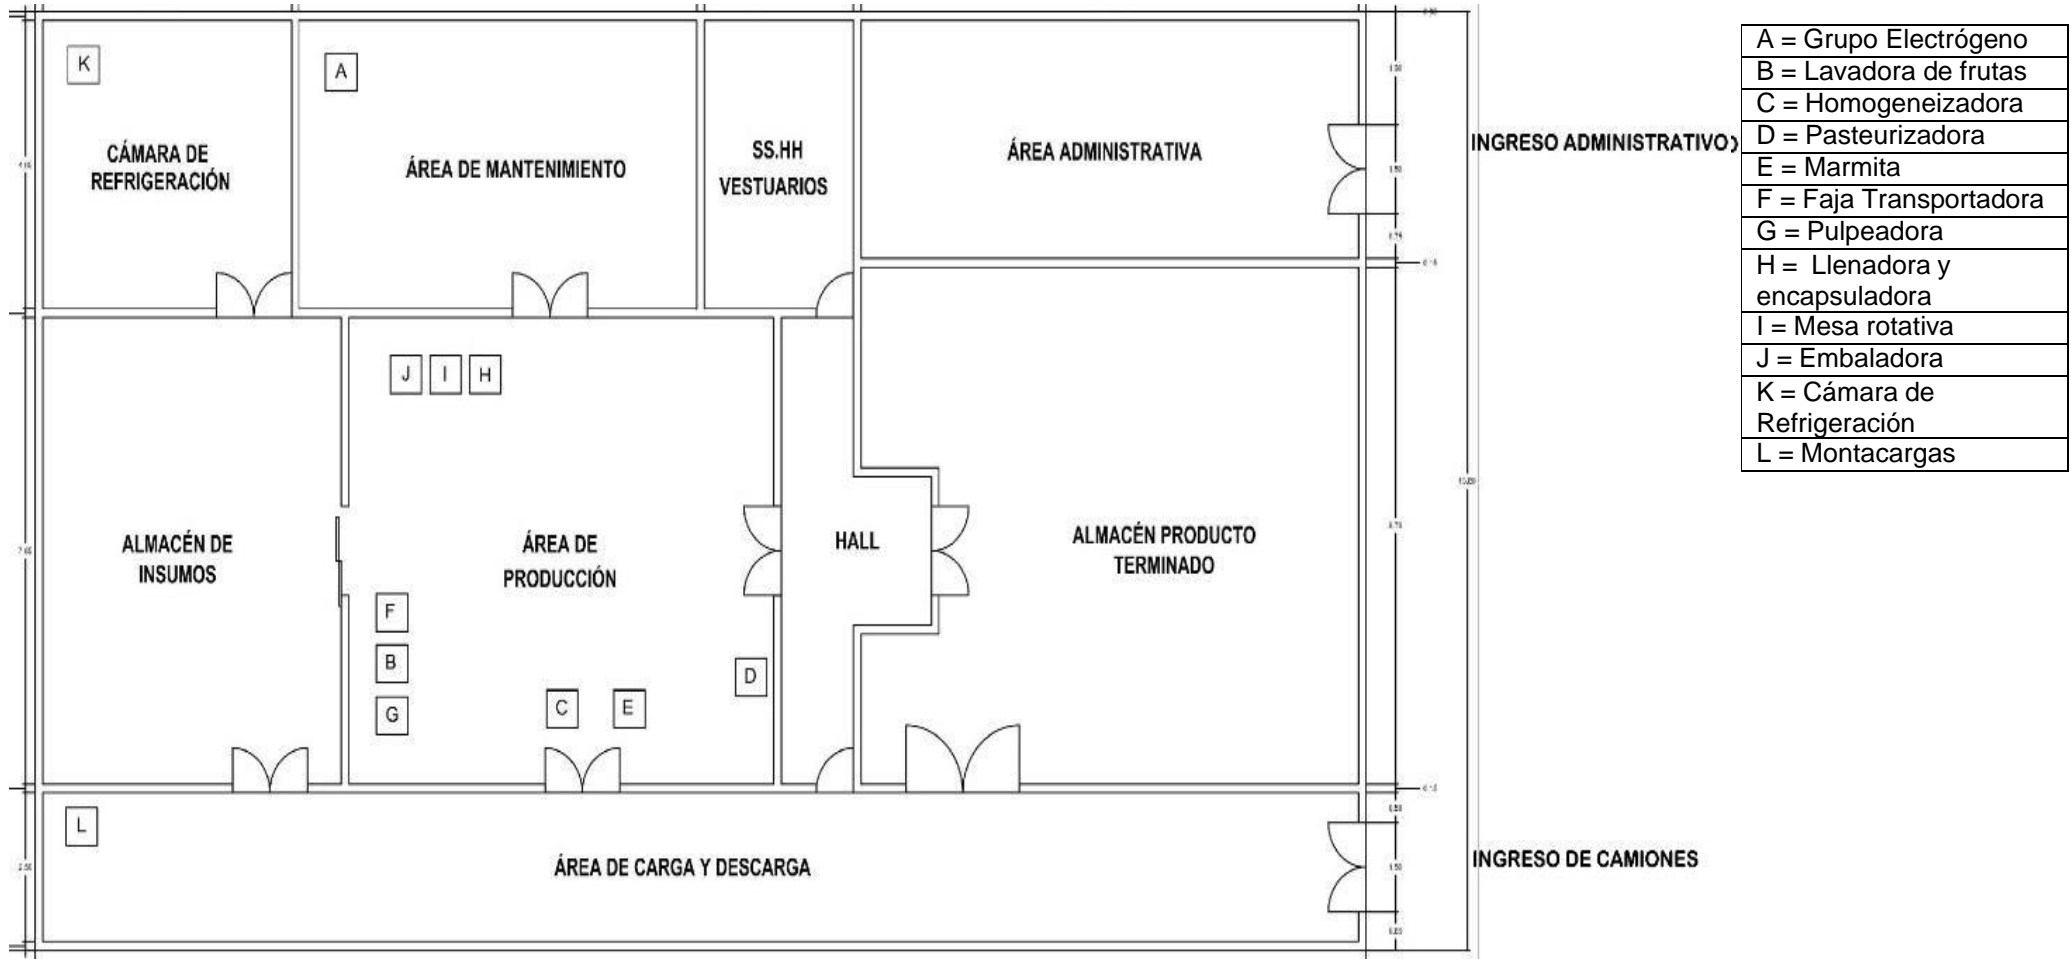 K
A
CÁMARA DE
REFRIGERACIÓN
ÁREA DE MANTENIMIENTO
SS.HH
VESTUARIOS
ÁREA ADMINISTRATIVA
INGRESO ADMINISTRATIVO
J
I
H
ALMACÉN DE
INSUMOS
ÁREA DE
PRODUCCIÓN
HALL
ALMACÉN PRODUCTO
TERMINADO
F
B
G
C
E
D
L
ÁREA DE CARGA Y DESCARGA
INGRESO DE CAMIONES
A = Grupo Electrógeno
B = Lavadora de frutas
C = Homogeneizadora
D = Pasteurizadora
E = Marmita
F = Faja Transportadora
G = Pulpeadora
H = Llenadora y
encapsuladora
I = Mesa rotativa
J = Embaladora
K = Cámara de
Refrigeración
L = Montacargas